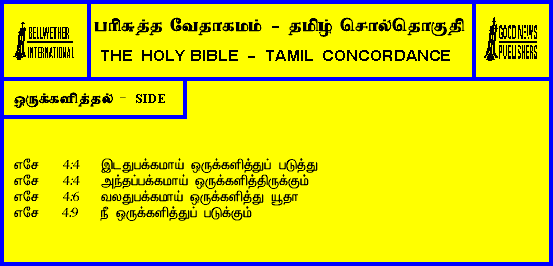 BELLWETHER
INTERNATIONAL
பரிசுத்த வேதாகமம் - தமிழ் சொல்தொகுதி
THE HOLY BIBLE - TAMIL CONCORDANCE
GOOD NEWS
PUBLISHERS
ஒருக்களித்தல் - SIDE
எசே 4:4 இடதுபக்கமாய் ஒருக்களித்துப் படுத்து
எசே 4:4 அந்தப்பக்கமாய் ஒருக்களித்திருக்கும்
எசே 4:6 வலதுபக்கமாய் ஒருக்களித்து யூதா
எசே 4:9 நீ ஒருக்களித்துப் படுக்கும்